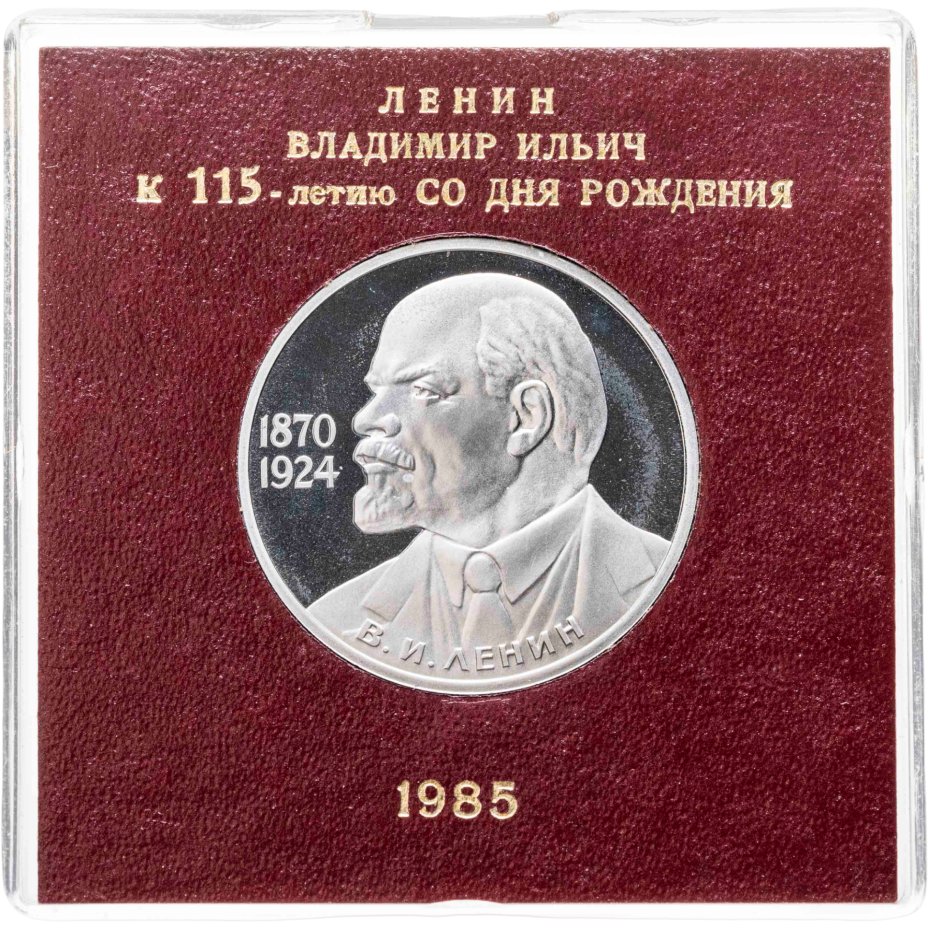 ЛЕНИН
ВЛАДИМИР ИЛЬИЧ
К 115-летию СО ДНЯ РОЖДЕНИЯ
1870
1924
В. И. ЛЕНИН
1985